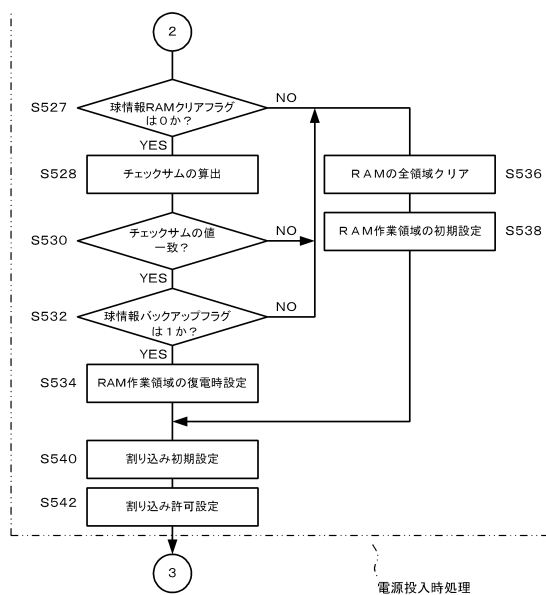 2
S527
球情報RAMクリアフラグ
は0か?
NO
YES
S528
チェックサムの算出
RAMの全領域クリア
S536
S530
チェックサムの値
一致?
NO
RAM作業領域の初期設定
S538
YES
S532
球情報バックアップフラグ
は1か?
NO
YES
S534
RAM作業領域の復電時設定
S540
割り込み初期設定
S542
割り込み許可設定
3
電源投入時処理